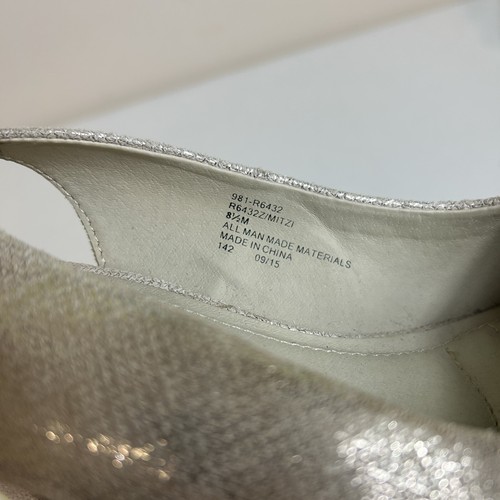 981-R6432
R6432Z/MITZI
8½M
ALL MAN MADE MATERIALS
MADE IN CHINA
142 09/15